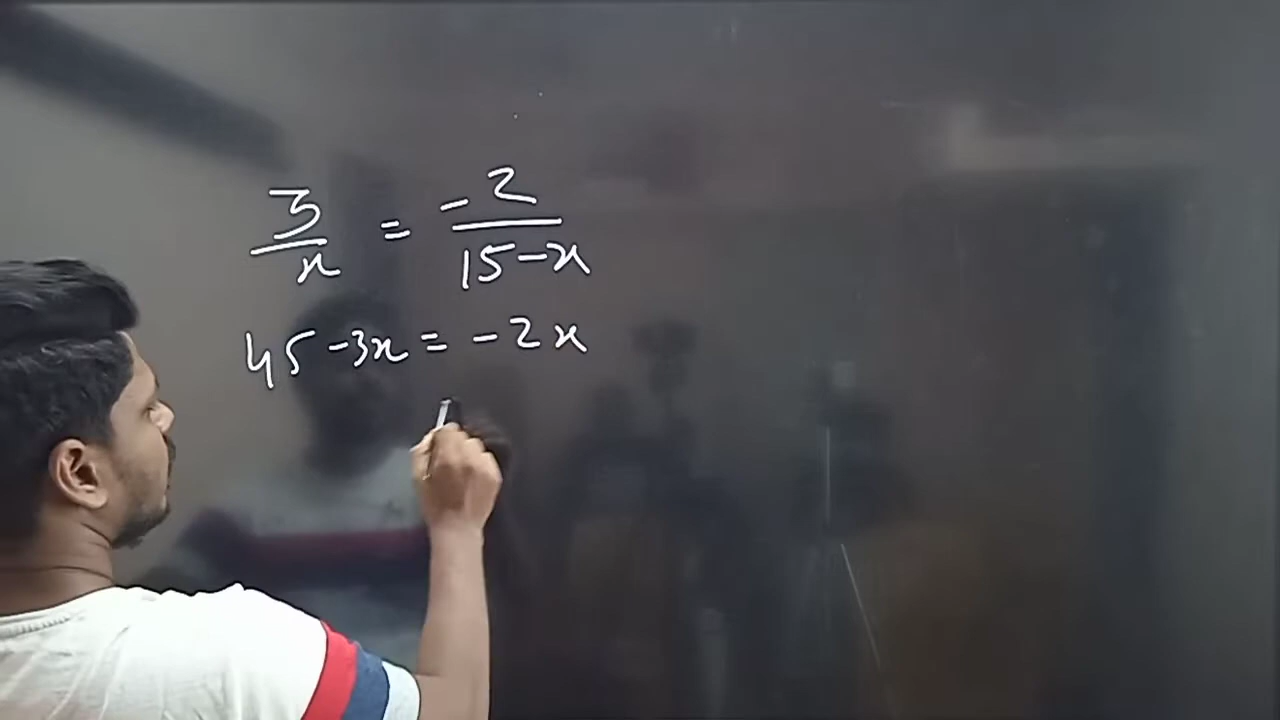 3/x = -2/15-x
45-3x = -2x